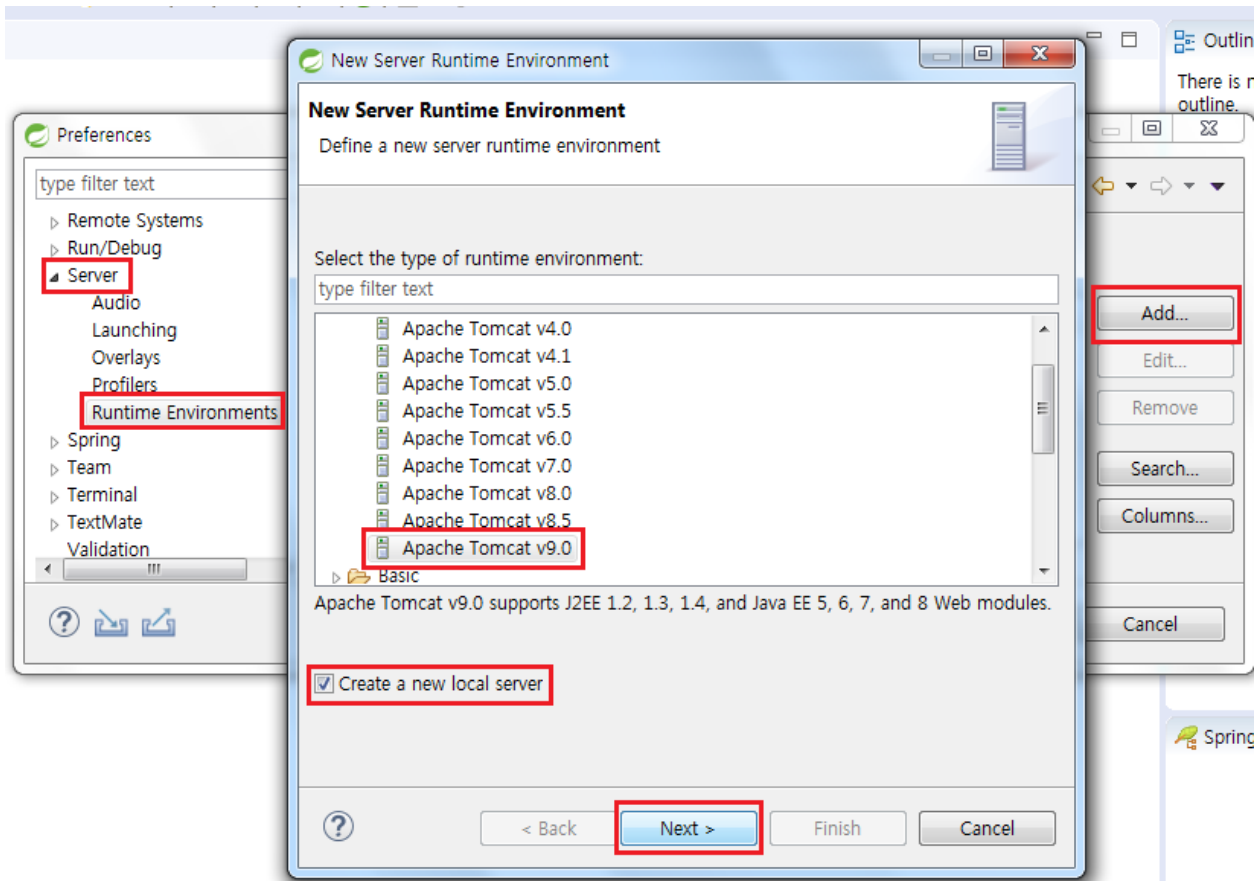 Outlin
There is n
outline.
Preferences
type filter text
Remote Systems
Run/Debug
Server
Audio
Launching
Overlays
Profilers
Runtime Environments
Spring
Team
Terminal
TextMate
Validation
New Server Runtime Environment
New Server Runtime Environment
Define a new server runtime environment
Select the type of runtime environment:
type filter text
Apache Tomcat v4.0
Apache Tomcat v4.1
Apache Tomcat v5.0
Apache Tomcat v5.5
Apache Tomcat v6.0
Apache Tomcat v7.0
Apache Tomcat v8.0
Apache Tomcat v8.5
Apache Tomcat v9.0
Basic
Apache Tomcat v9.0 supports J2EE 1.2, 1.3, 1.4, and Java EE 5, 6, 7, and 8 Web modules.
Create a new local server
< Back
Next >
Finish
Cancel
Add...
Edit...
Remove
Search...
Columns...
Cancel
Spring